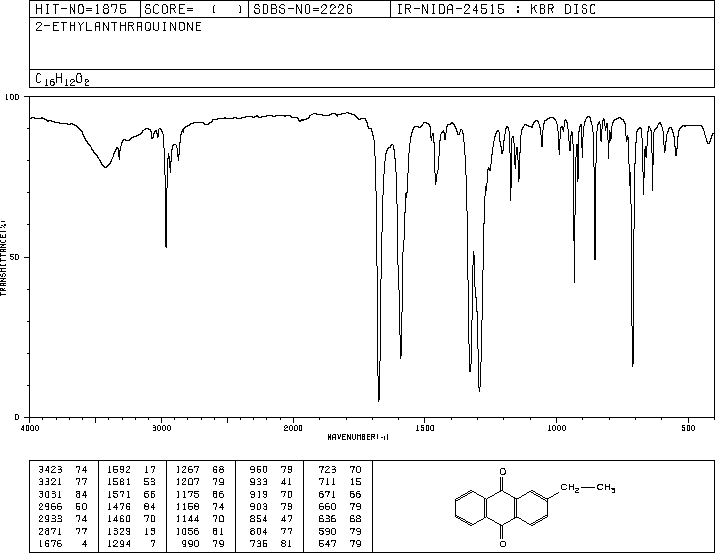 HIT-NO=1875 SCORE= ( ) SDBS-NO=2226 IR-NIDA-24515 : KBR DISC
2-ETHYLANTHRAQUINONE
C16H12O2
100
50
0
TRANSMITTANCE(%)
4000 3000 2000 1500 1000 500
WAVENUMBER(-1)
3423 74 1592 17 1267 68 960 79 723 70
3321 77 1581 53 1207 79 933 41 711 15
3031 84 1571 66 1175 86 919 70 671 66
2966 60 1476 84 1158 74 903 79 660 79
2933 74 1460 70 1144 70 854 47 636 68
2871 77 1329 19 1056 81 804 77 590 79
1676 4 1294 7 990 79 736 81 547 79
O
CH2 CH3
O